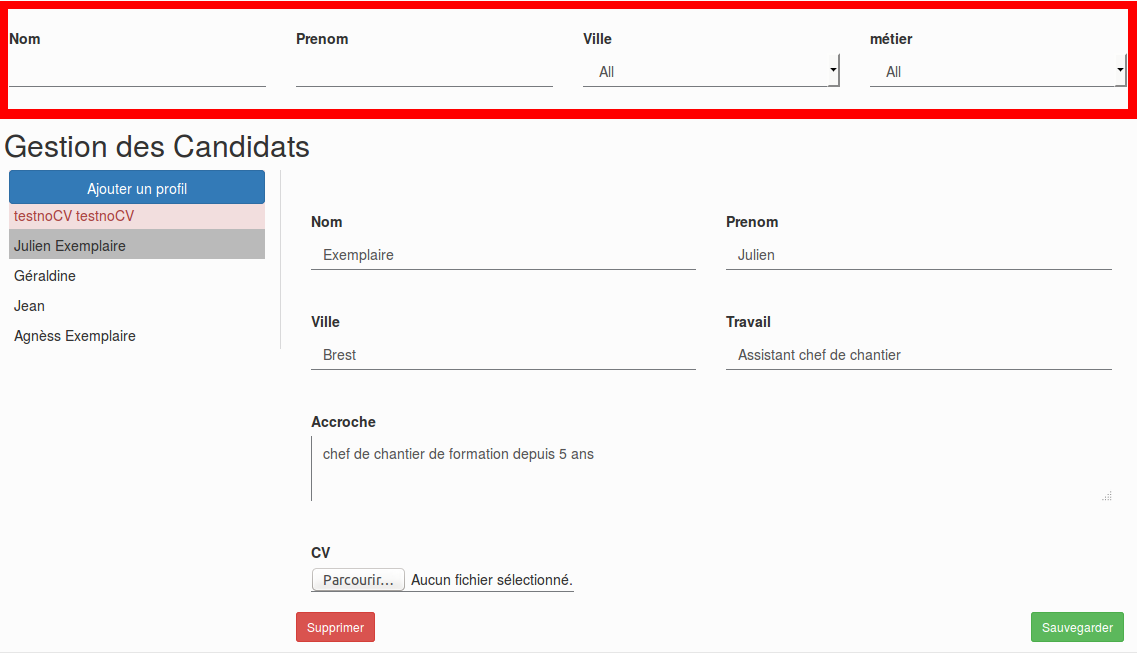 Nom Prenom Ville métier
All All
Gestion des Candidats
Ajouter un profil
testnoCV testnoCV
Julien Exemplaire
Géraldine
Jean
Agnèss Exemplaire
Nom Prenom
Exemplaire Julien
Ville Travail
Brest Assistant chef de chantier
Accroche
chef de chantier de formation depuis 5 ans
CV
Parcourir... Aucun fichier sélectionné.
Supprimer Sauvegarder